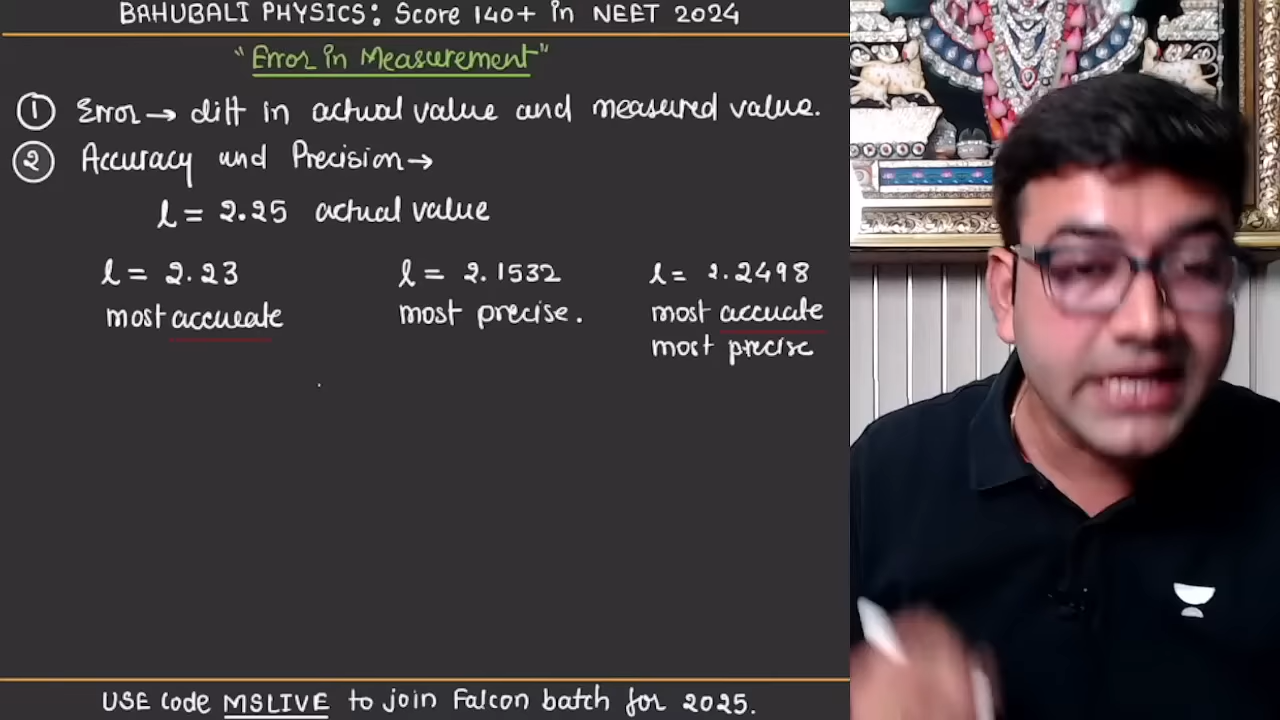 BAHUBALI PHYSICS: Score 140+ in NEET 2024
"Error in Measurement"
① Error → diff in actual value and measured value.
② Accuracy and Precision →
l = 2.25 actual value
l = 2.23 l = 2.1532 l = 2.2498
most accurate most precise. most accuate
most precise
USE Code MSLIVE to join Falcon batch for 2025.